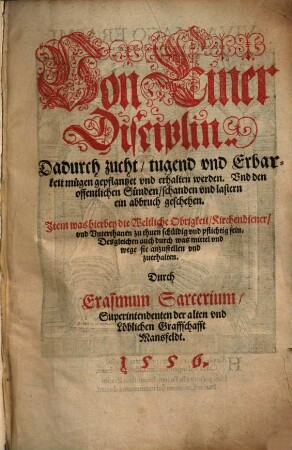 Von Einer
Disciplin..
Dadurch zucht / tugend vnd Erbar-
keit mügen gepflantzet vnd erhalten werden. Vnd den
offentlichen Sünden / schanden vnd lastern
ein abbruch geschehen.
Item was hierbey die Weltliche Obrigkeit / Kirchendiener /
vnd Vnterthanen zu thuen schüldig vnd pflichtig sein.
Desgleichen auch durch was mittel vnd
wege sie anzustellen vnd
zuerhalten.
Durch
Erasmum Sarcerium /
Superintendenten der alten vnd
Löblichen Graffschafft
Mansfeldt.
1556.